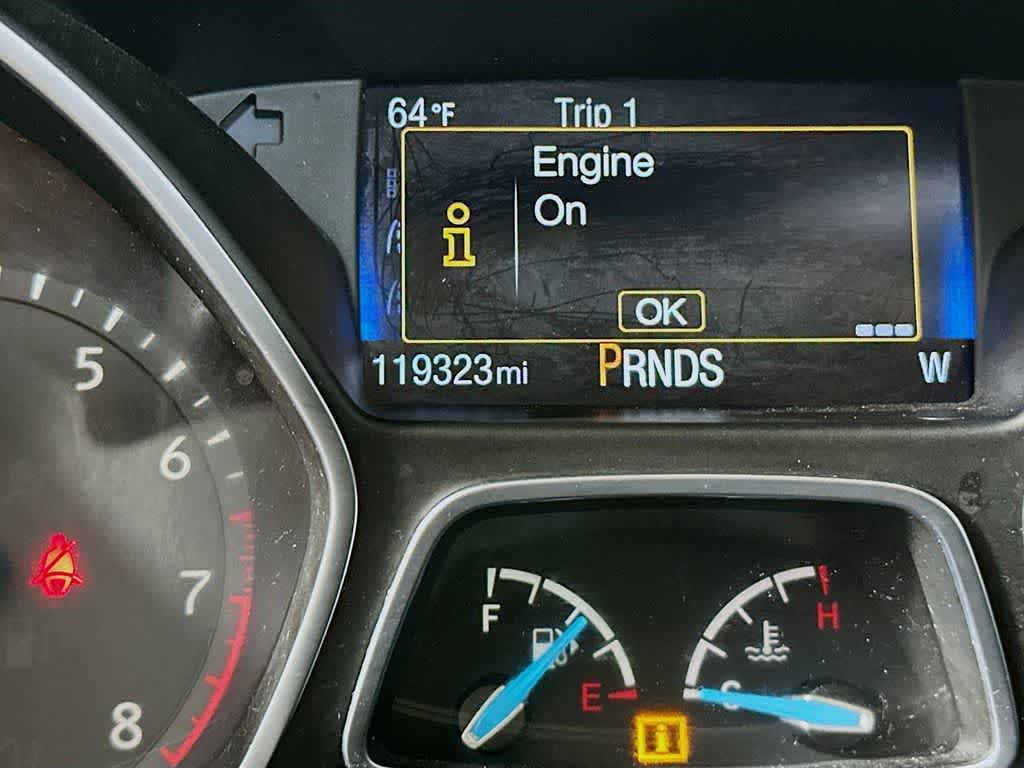 64°F Trip 1
Engine
On
OK
119323mi PRNDS W
5
6
7
8
F H
E C